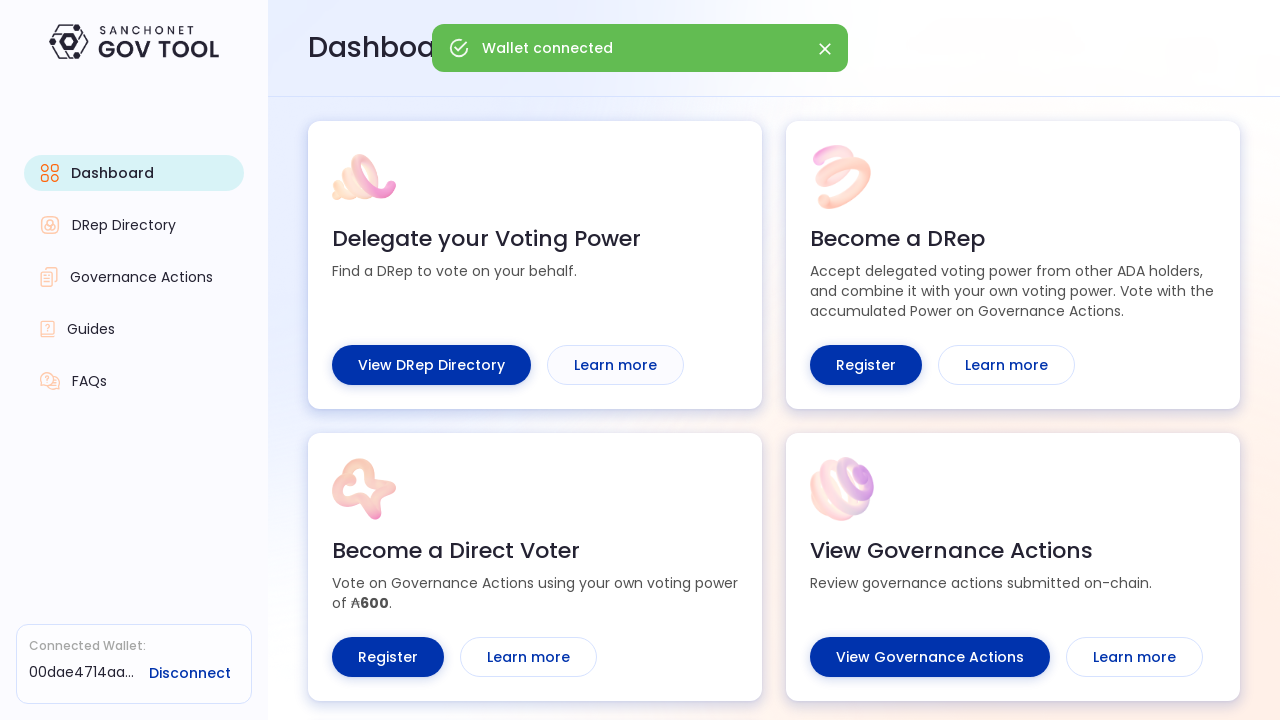 SANCHONET
GOV TOOL
Dashboard
DRep Directory
Governance Actions
Guides
FAQs
Connected Wallet:
00dae4714aa...
Disconnect
Dashboa
Wallet connected
Delegate your Voting Power
Find a DRep to vote on your behalf.
View DRep Directory
Learn more
Become a DRep
Accept delegated voting power from other ADA holders,
and combine it with your own voting power. Vote with the
accumulated Power on Governance Actions.
Register
Learn more
Become a Direct Voter
Vote on Governance Actions using your own voting power
of ₳600.
Register
Learn more
View Governance Actions
Review governance actions submitted on-chain.
View Governance Actions
Learn more